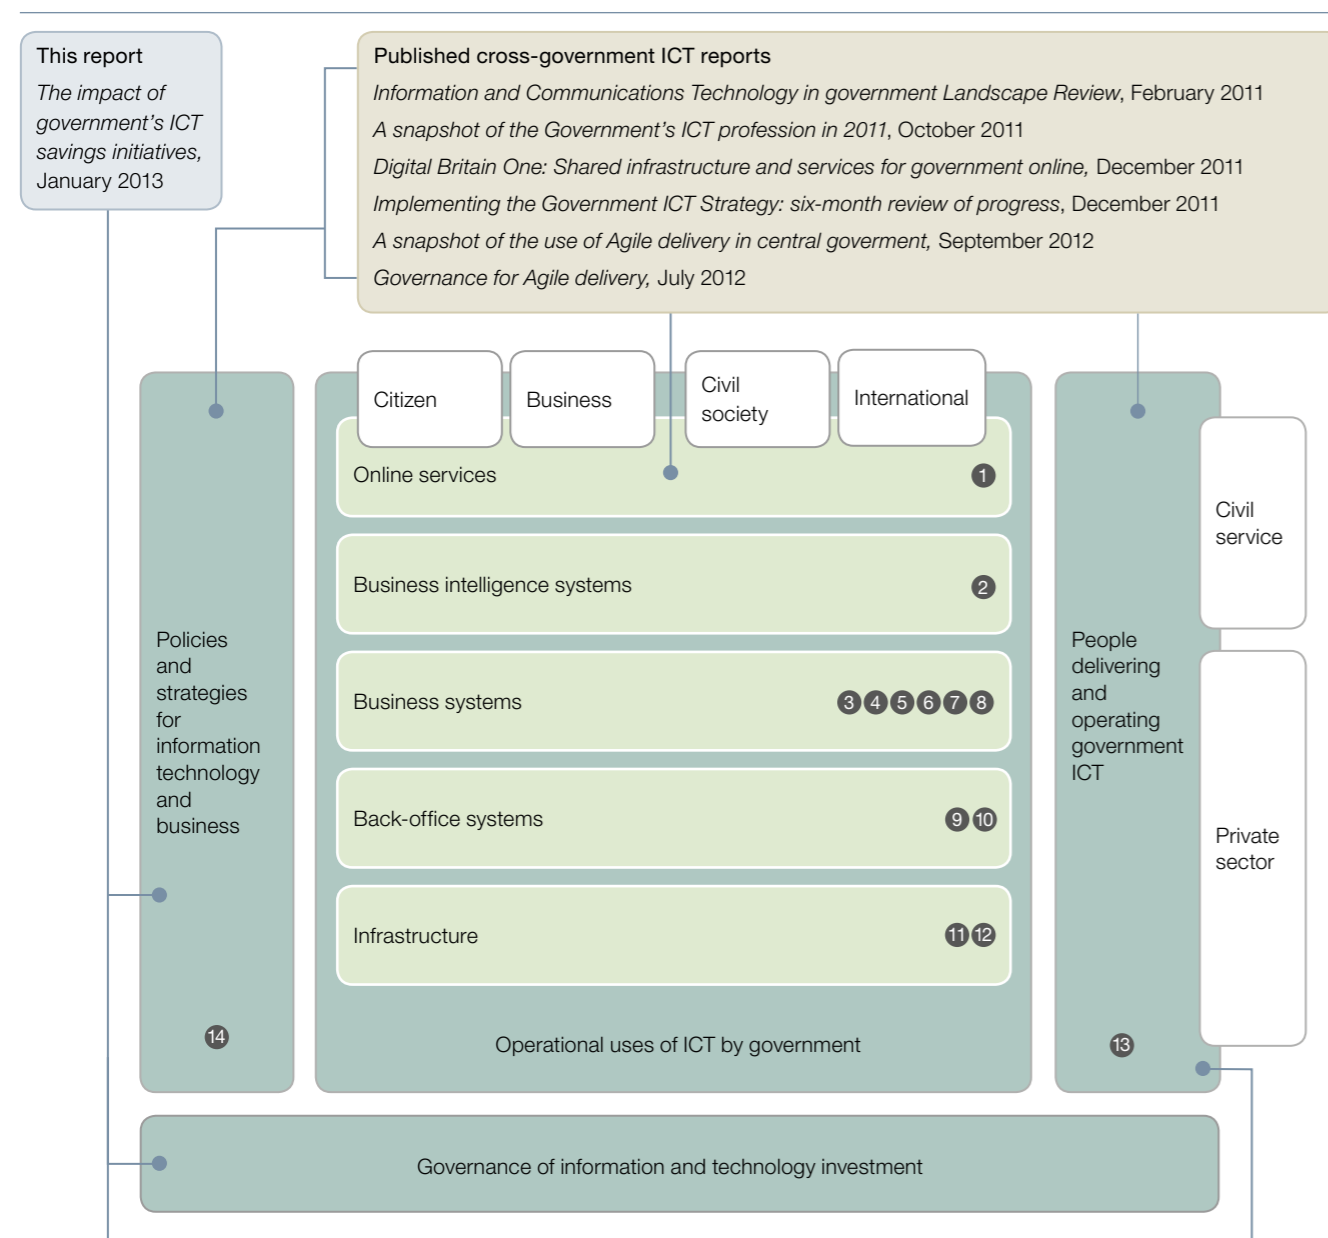 This report
The impact of
government's ICT
savings initiatives,
January 2013
Published cross-government ICT reports
Information and Communications Technology in government Landscape Review, February 2011
A snapshot of the Government's ICT profession in 2011, October 2011
Digital Britain One: Shared infrastructure and services for government online, December 2011
Implementing the Government ICT Strategy: six-month review of progress, December 2011
A snapshot of the use of Agile delivery in central goverment, September 2012
Governance for Agile delivery, July 2012
Citizen
Business
Civil
society
International
Online services
1
Business intelligence systems
2
Business systems
3 4 5 6 7 8
Back-office systems
9 10
Infrastructure
11 12
Operational uses of ICT by government
Policies
and
strategies
for
information
technology
and
business
14
People
delivering
and
operating
government
ICT
13
Civil
service
Private
sector
Governance of information and technology investment